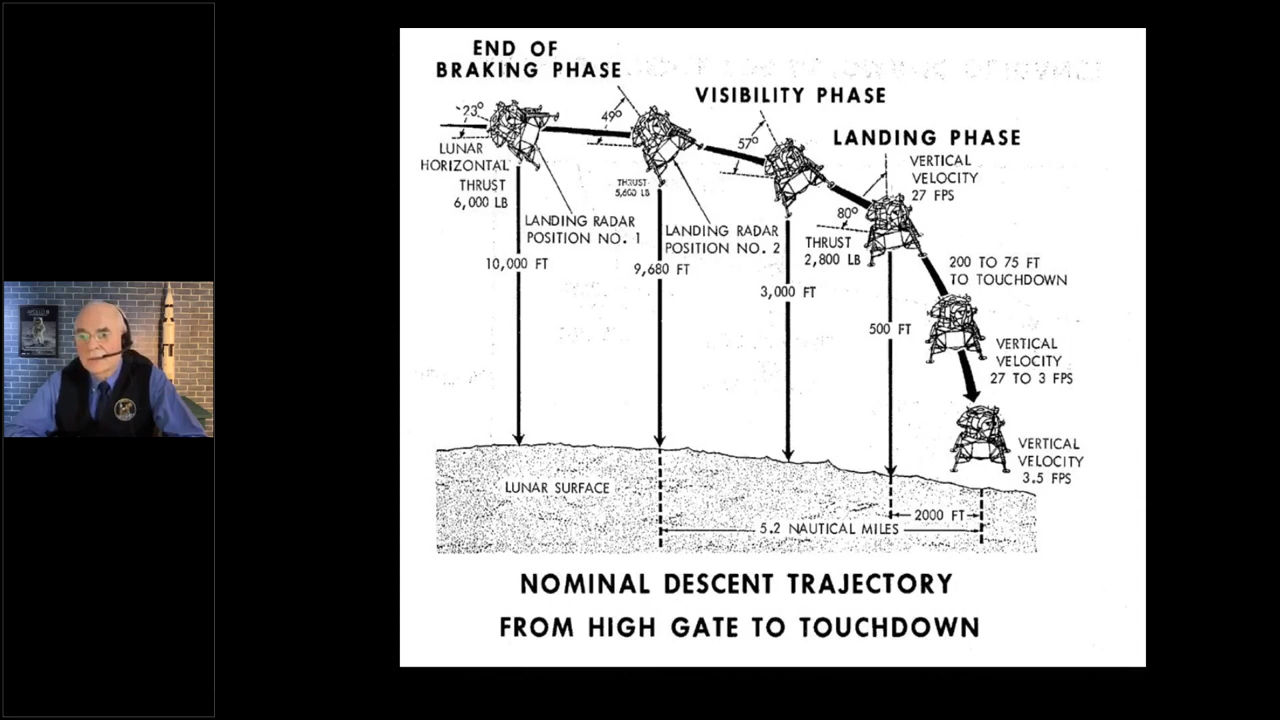 END OF
BRAKING PHASE
VISIBILITY PHASE
LANDING PHASE
23°
49°
57°
80°
LUNAR
HORIZONTAL
THRUST
6,000 LB
LANDING RADAR
POSITION NO. 1
THRUST
5,600 LB
LANDING RADAR
POSITION NO. 2
VERTICAL
VELOCITY
27 FPS
THRUST
2,800 LB
10,000 FT
9,680 FT
3,000 FT
500 FT
200 TO 75 FT
TO TOUCHDOWN
VERTICAL
VELOCITY
27 TO 3 FPS
VERTICAL
VELOCITY
3.5 FPS
LUNAR SURFACE
2000 FT
5.2 NAUTICAL MILES
NOMINAL DESCENT TRAJECTORY
FROM HIGH GATE TO TOUCHDOWN